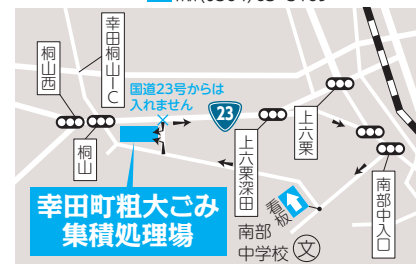 幸田桐山IC
桐山西
国道23号からは
入れません
23
桐山
上六栗深田
上六栗
南部中入口
看板
幸田町粗大ごみ
集積処理場
南部
中学校
文